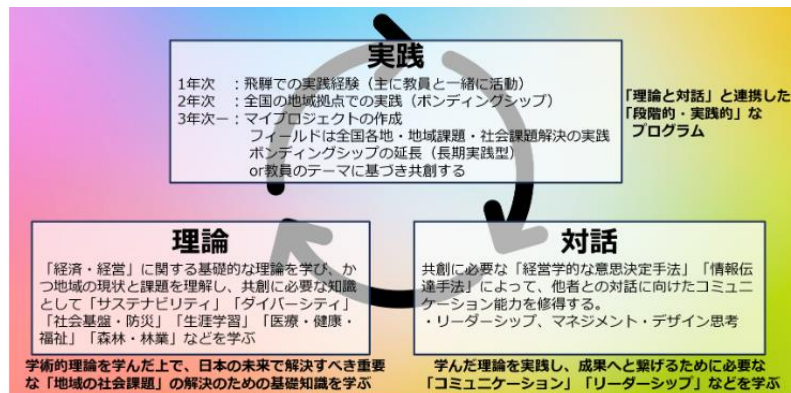 実践
1年次　：飛騨での実践経験（主に教員と一緒に活動）
2年次　：全国の地域拠点での実践（ボンディングシップ）
3年次ー：マイプロジェクトの作成
フィールドは全国各地・地域課題・社会課題解決の実践
ボンディングシップの延長（長期実践型）
or教員のテーマに基づき共創する
「理論と対話」と連携した
「段階的・実践的」な
プログラム
理論
「経済・経営」に関する基礎的な理論を学び、か
つ地域の現状と課題を理解し、共創に必要な知識
として「サステナビリティ」「ダイバーシティ」
「社会基盤・防災」「生涯学習」「医療・健康・
福祉」「森林・林業」などを学ぶ
学術的理論を学んだ上で、日本の未来で解決すべき重要
な「地域の社会課題」の解決のための基礎知識を学ぶ
対話
共創に必要な「経営学的な意思決定手法」「情報伝
達手法」によって、他者との対話に向けたコミュニ
ケーション能力を修得する。
・リーダーシップ、マネジメント・デザイン思考
学んだ理論を実践し、成果へと繋げるために必要な
「コミュニケーション」「リーダーシップ」などを学ぶ